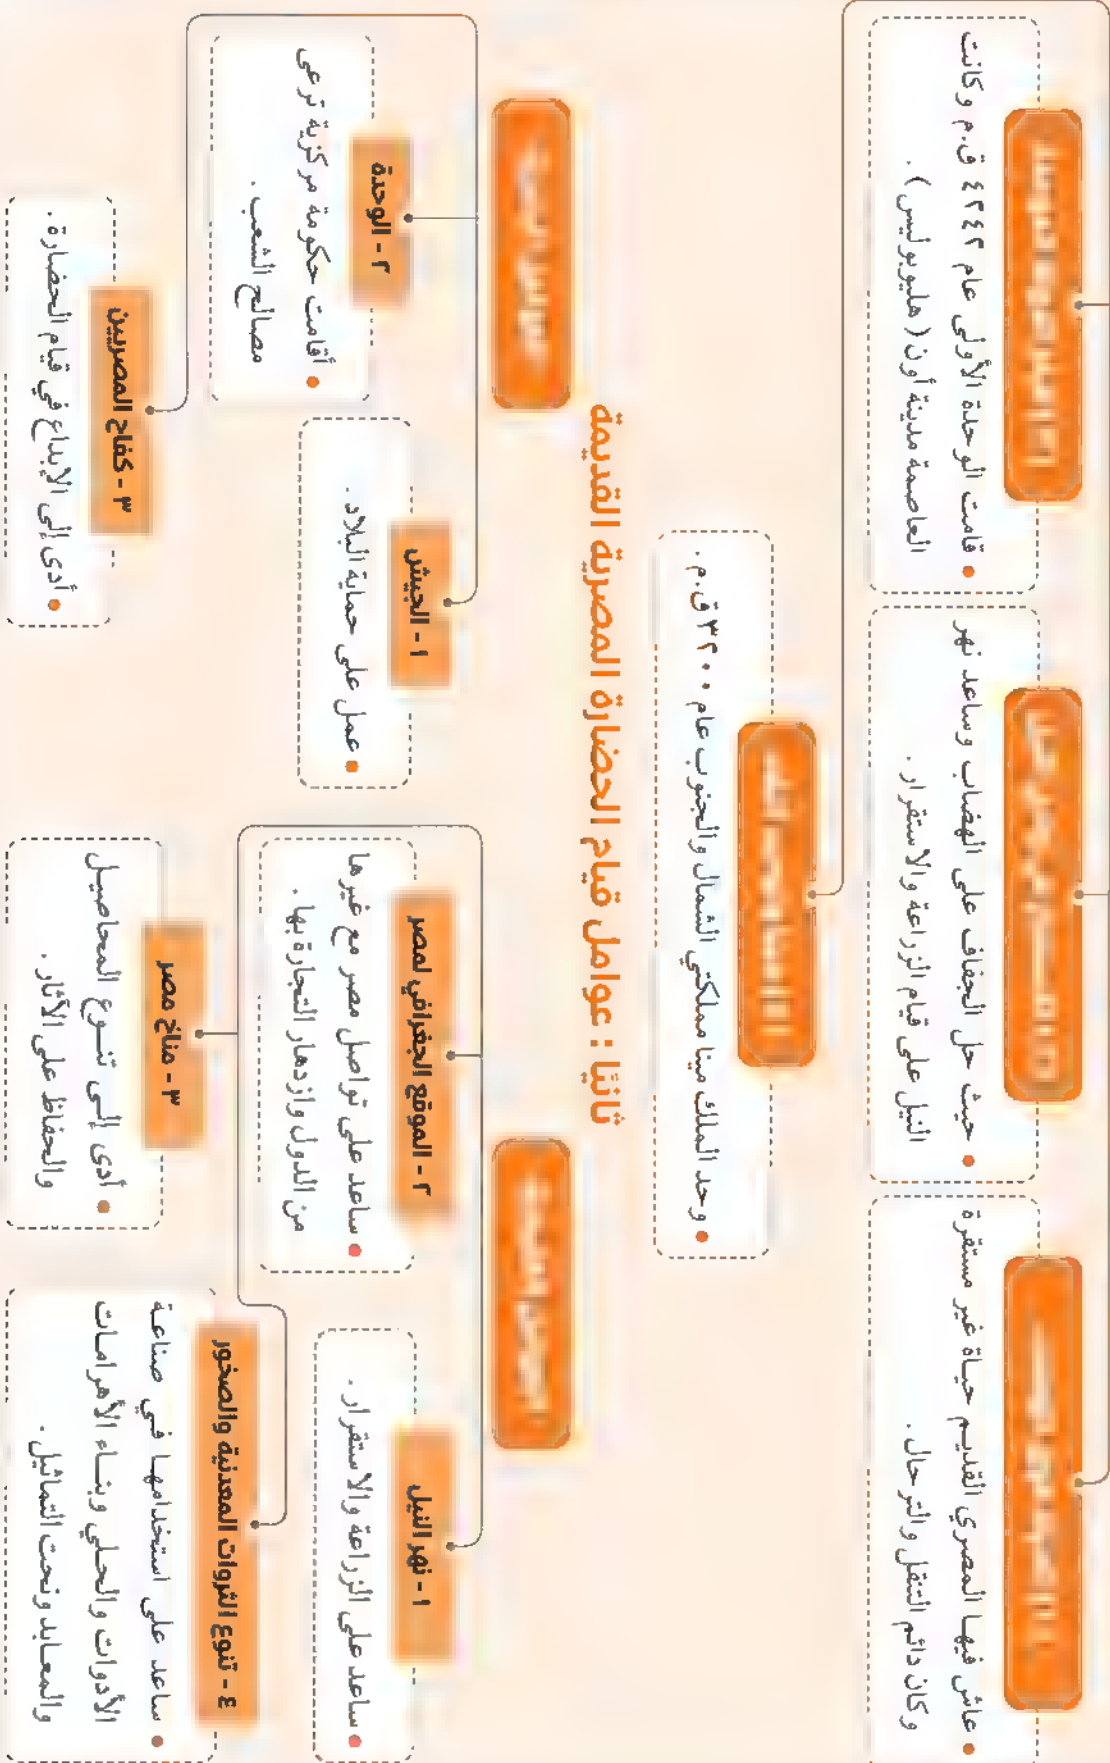 عاش فيها المصري القديم حياة غير مستقرة
وكان دائم التنقل والترحال .
حيث حل الجفاف على الهضاب وساعد نهر
النيل على قيام الزراعة والاستقرار .
قامت الوحدة الأولى عام ٤٢٤٢ ق.م وكانت
العاصمة مدينة أون ( هليوبوليس ) .
وحد الملك مينا مملكتي الشمال والجنوب عام ٣٢٠٠ ق.م .
ثانيًا : عوامل قيام الحضارة المصرية القديمة
١ - نهر النيل
ساعد على الزراعة والاستقرار .
٢ - الموقع الجغرافي لمصر
ساعد على تواصل مصر مع غيرها
من الدول وازدهار التجارة بها .
٣ - مناخ مصر
أدى إلى تنوع المحاصيل
والحفاظ على الآثار .
٤ - تنوع الثروات المعدنية والصخور
ساعد على استخدامها في صناعة
الأدوات والحلي وبناء الأهرامات
والمعابد ونحت التماثيل .
١ - الجيش
عمل على حماية البلاد .
٢ - الوحدة
أقامت حكومة مركزية ترعى
مصالح الشعب .
٣ - كفاح المصريين
أدى إلى الإبداع في قيام الحضارة .